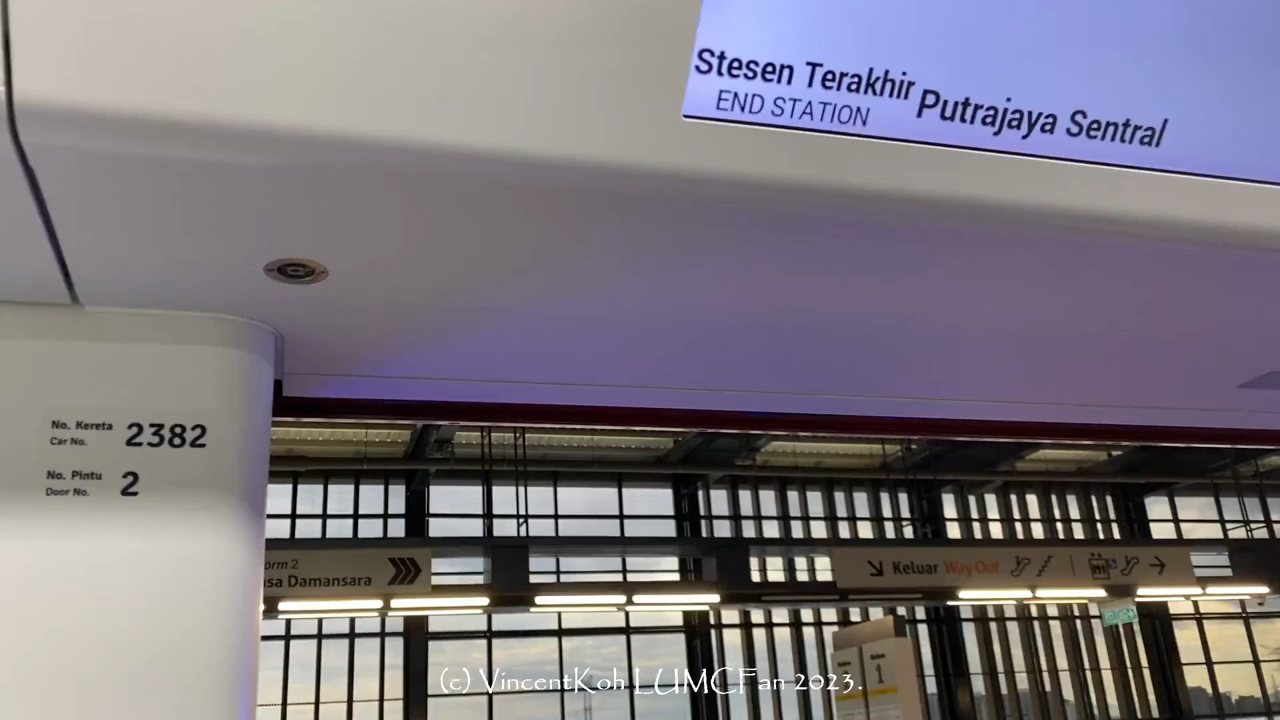 Stesen Terakhir Putrajaya Sentral
END STATION
No. Kereta 2382
Car No.
No. Pintu 2
Door No.
orm 2
sa Damansara
Keluar Way Out
1
(c) VincentKoh LUMCFan 2023.